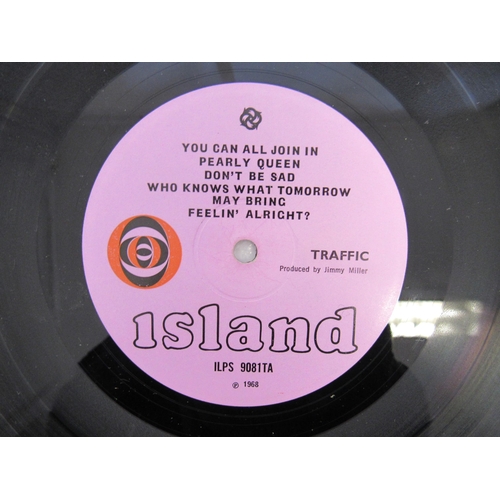 YOU CAN ALL JOIN IN
PEARLY QUEEN
DON'T BE SAD
WHO KNOWS WHAT TOMORROW
MAY BRING
FEELIN' ALRIGHT?
TRAFFIC
Produced by Jimmy Miller
ısland
ILPS 9081TA
℗ 1968